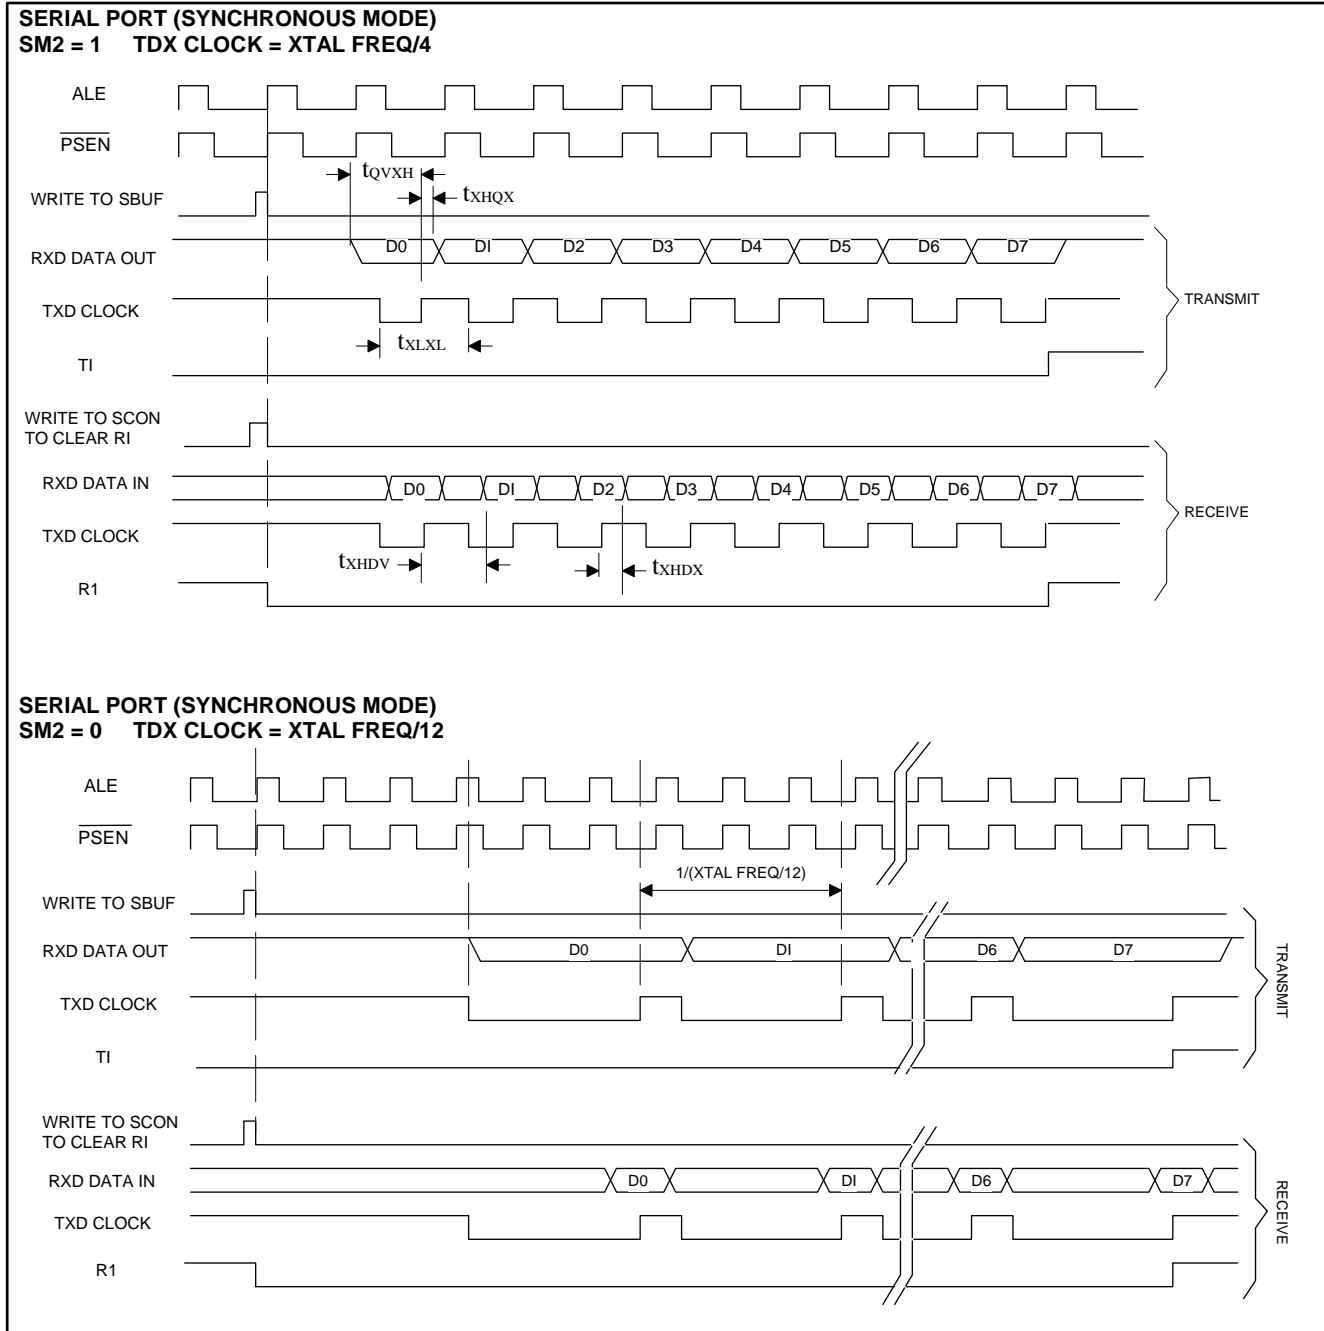 SERIAL PORT (SYNCHRONOUS MODE)
SM2 = 1 TDX CLOCK = XTAL FREQ/4
ALE
PSEN
tQVXH
tXHQX
WRITE TO SBUF
RXD DATA OUT
D0 DI D2 D3 D4 D5 D6 D7
TXD CLOCK
TRANSMIT
tXLXL
TI
WRITE TO SCON
TO CLEAR RI
RXD DATA IN
D0 DI D2 D3 D4 D5 D6 D7
TXD CLOCK
RECEIVE
tXHDV
tXHDX
R1
SERIAL PORT (SYNCHRONOUS MODE)
SM2 = 0 TDX CLOCK = XTAL FREQ/12
ALE
PSEN
1/(XTAL FREQ/12)
WRITE TO SBUF
RXD DATA OUT
D0 DI D6 D7
TXD CLOCK
TRANSMIT
TI
WRITE TO SCON
TO CLEAR RI
RXD DATA IN
D0 DI D6 D7
TXD CLOCK
RECEIVE
R1